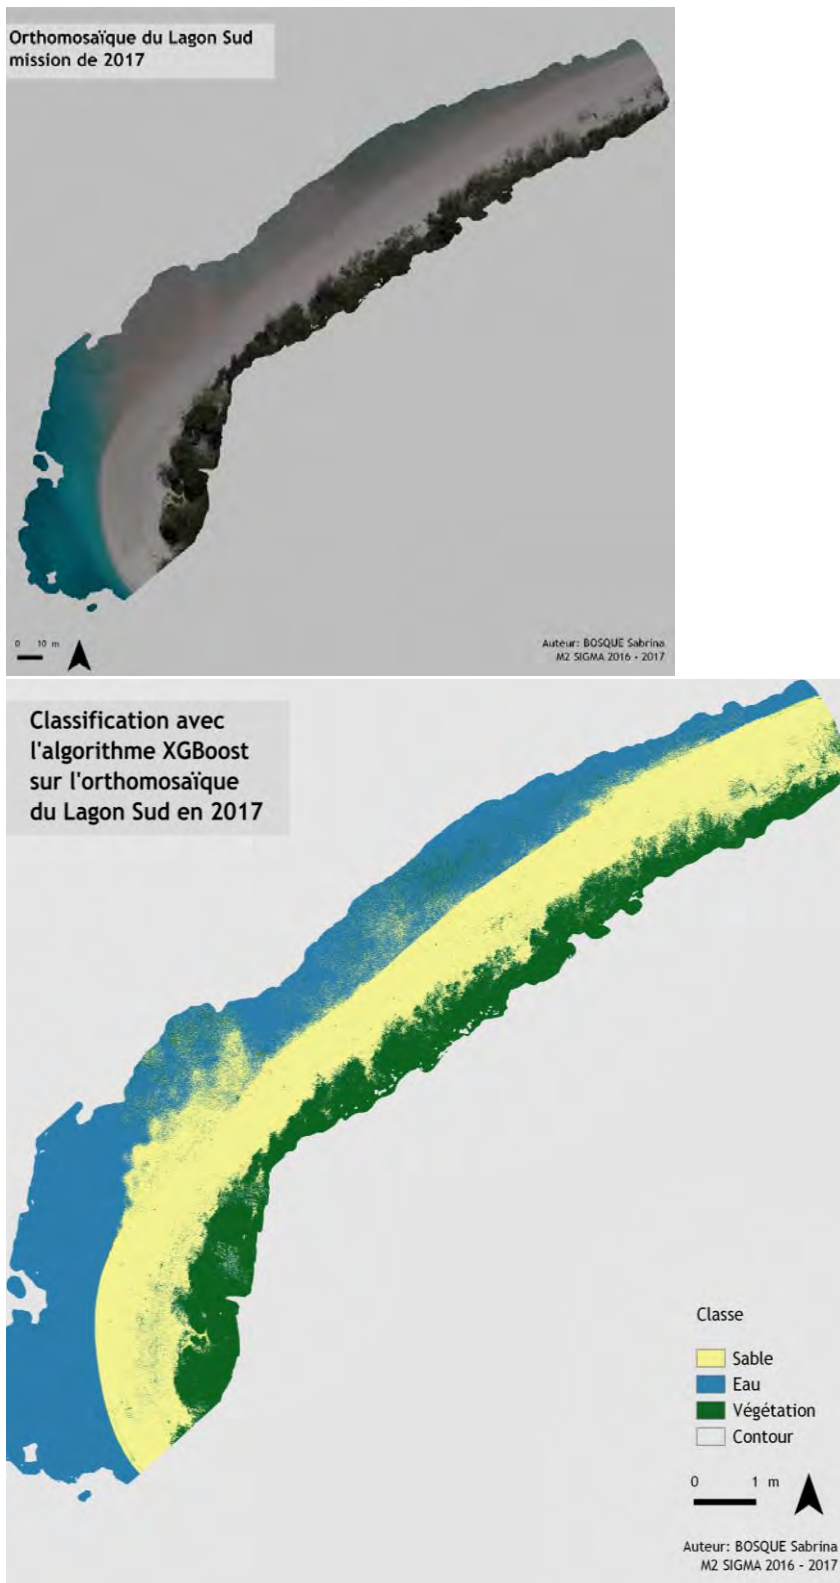 Orthomosaïque du Lagon Sud
mission de 2017
0 10 m
Auteur: BOSQUE Sabrina
M2 SIGMA 2016 - 2017
Classification avec
l'algorithme XGBoost
sur l'orthomosaïque
du Lagon Sud en 2017
Classe
Sable
Eau
Végétation
Contour
0 1 m
Auteur: BOSQUE Sabrina
M2 SIGMA 2016 - 2017